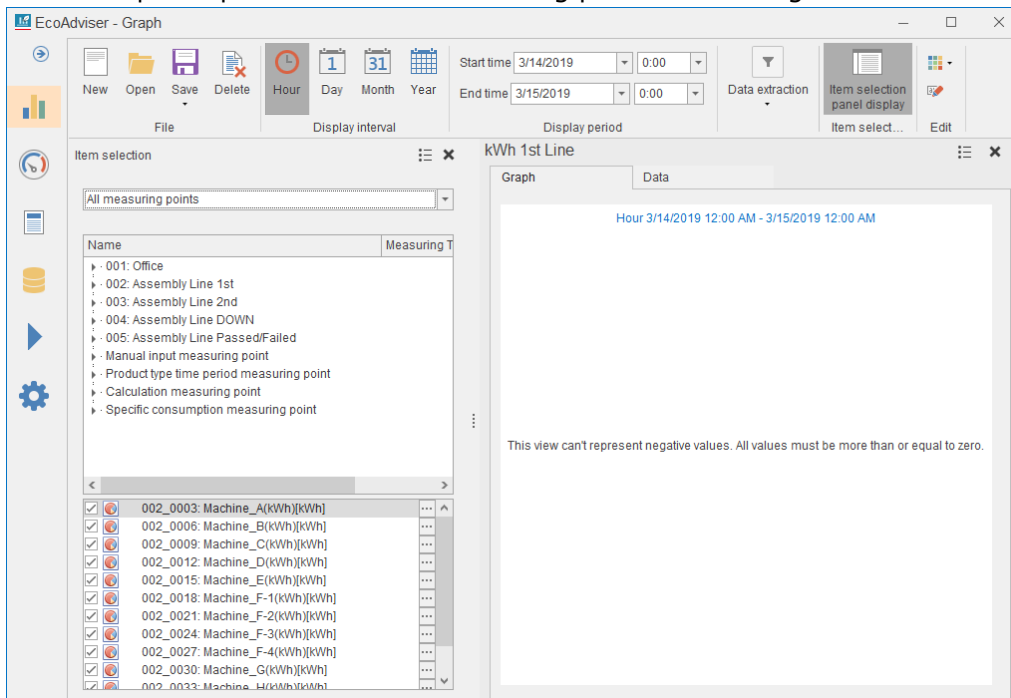 EcoAdviser - Graph
New Open Save Delete Hour Day Month Year
1 31
Start time 3/14/2019 0:00
End time 3/15/2019 0:00
Data extraction
Item selection
panel display
File Display interval Display period Item select... Edit
Item selection
All measuring points
Name Measuring T
001: Office
002: Assembly Line 1st
003: Assembly Line 2nd
004: Assembly Line DOWN
005: Assembly Line Passed/Failed
Manual input measuring point
Product type time period measuring point
Calculation measuring point
Specific consumption measuring point
002_0003: Machine_A(kWh)[kWh]
002_0006: Machine_B(kWh)[kWh]
002_0009: Machine_C(kWh)[kWh]
002_0012: Machine_D(kWh)[kWh]
002_0015: Machine_E(kWh)[kWh]
002_0018: Machine_F-1(kWh)[kWh]
002_0021: Machine_F-2(kWh)[kWh]
002_0024: Machine_F-3(kWh)[kWh]
002_0027: Machine_F-4(kWh)[kWh]
002_0030: Machine_G(kWh)[kWh]
002_0033: Machine_H(kWh)[kWh]
kWh 1st Line
Graph Data
Hour 3/14/2019 12:00 AM - 3/15/2019 12:00 AM
This view can't represent negative values. All values must be more than or equal to zero.